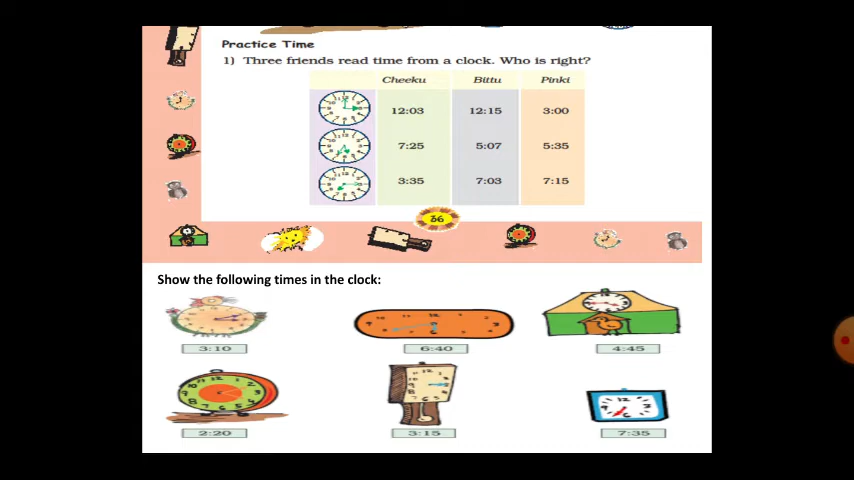 Practice Time
1) Three friends read time from a clock. Who is right?
Cheeku Bittu Pinki
12:03 12:15 3:00
7:25 5:07 5:35
3:35 7:03 7:15
36
Show the following times in the clock:
3:10 6:40 4:45
2:20 3:15 7:35